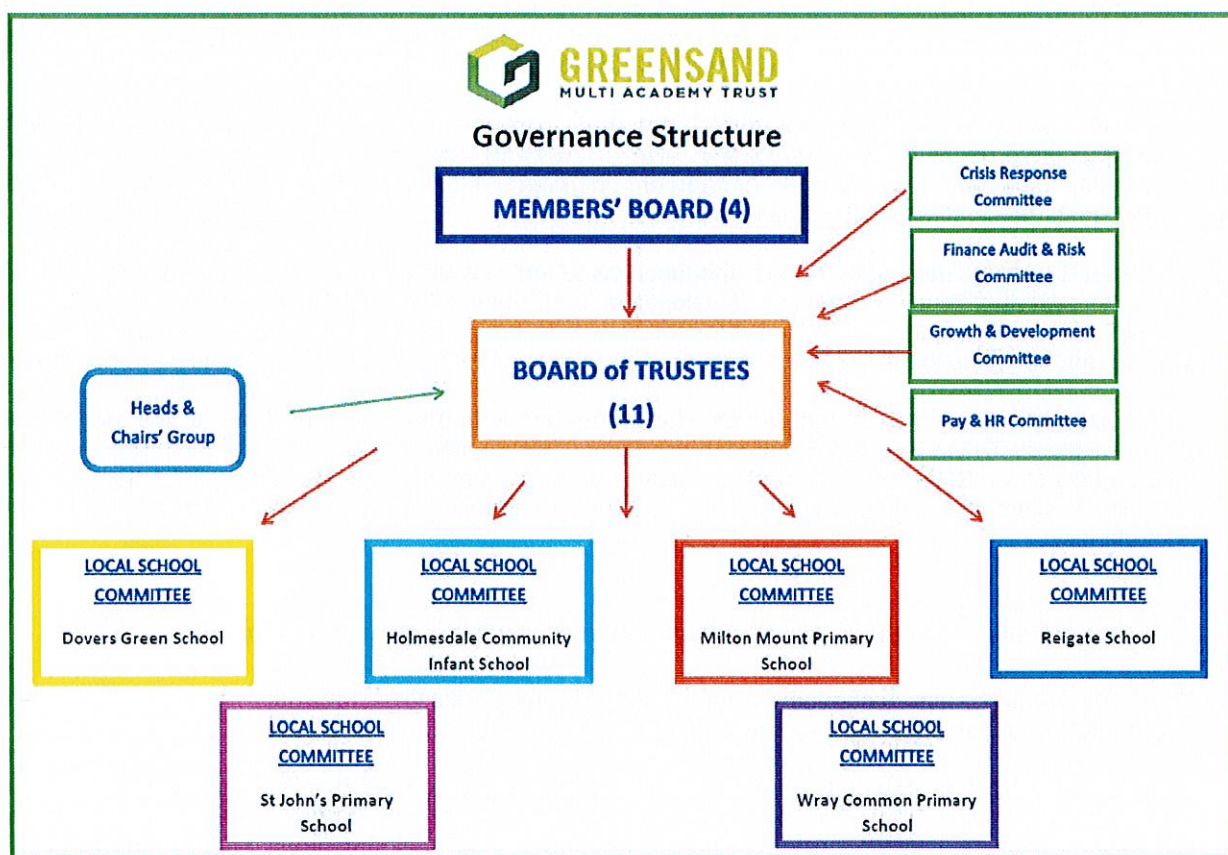 GREENSAND
MULTI ACADEMY TRUST
Governance Structure
MEMBERS' BOARD (4)
Crisis Response
Committee
Finance Audit & Risk
Committee
Growth & Development
Committee
Pay & HR Committee
BOARD of TRUSTEES
(11)
Heads &
Chairs' Group
LOCAL SCHOOL
COMMITTEE
Dovers Green School
LOCAL SCHOOL
COMMITTEE
Holmesdale Community
Infant School
LOCAL SCHOOL
COMMITTEE
Milton Mount Primary
School
LOCAL SCHOOL
COMMITTEE
Reigate School
LOCAL SCHOOL
COMMITTEE
St John's Primary
School
LOCAL SCHOOL
COMMITTEE
Wray Common Primary
School